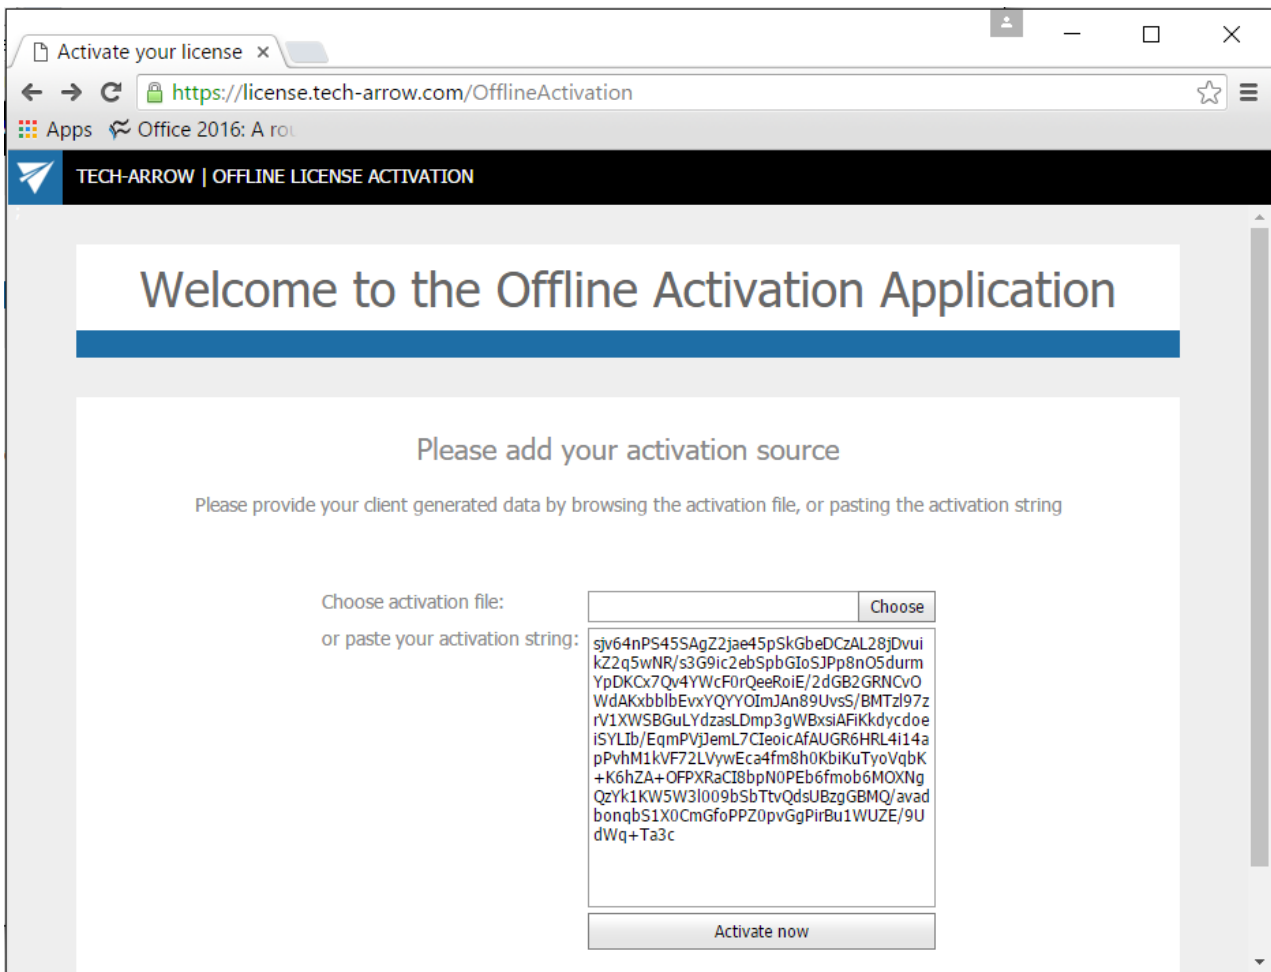 Activate your license
https://license.tech-arrow.com/OfflineActivation
Apps Office 2016: A rou
TECH-ARROW | OFFLINE LICENSE ACTIVATION
Welcome to the Offline Activation Application
Please add your activation source
Please provide your client generated data by browsing the activation file, or pasting the activation string
Choose activation file:
Choose
or paste your activation string:
sjv64nPS45SAgZ2jae45pSkGbeDCzAL28jDvui
kZ2q5wNR/s3G9ic2ebSpbGIoSJPp8nO5durm
YpDKCx7Qv4YWcF0rQeeRoiE/2dGB2GRNCvO
WdAKxbblbEvxYQYYOImJAn89UvsS/BMTzl97z
rV1XWSBGuLYdzasLDmp3gWBxsiAFiKkdycdoe
iSYLIb/EqmPVjJemL7CIeoicAfAUGR6HRL4i14a
pPvhM1kVF72LVywEca4fm8h0KbiKuTyoVqbK
+K6hZA+OFPXRaCI8bpN0PEb6fmob6MOXNg
QzYk1KW5W3l009bSbTtvQdsUBzgGBMQ/avad
bonqbS1X0CmGfoPPZ0pvGgPirBu1WUZE/9U
dWq+Ta3c
Activate now